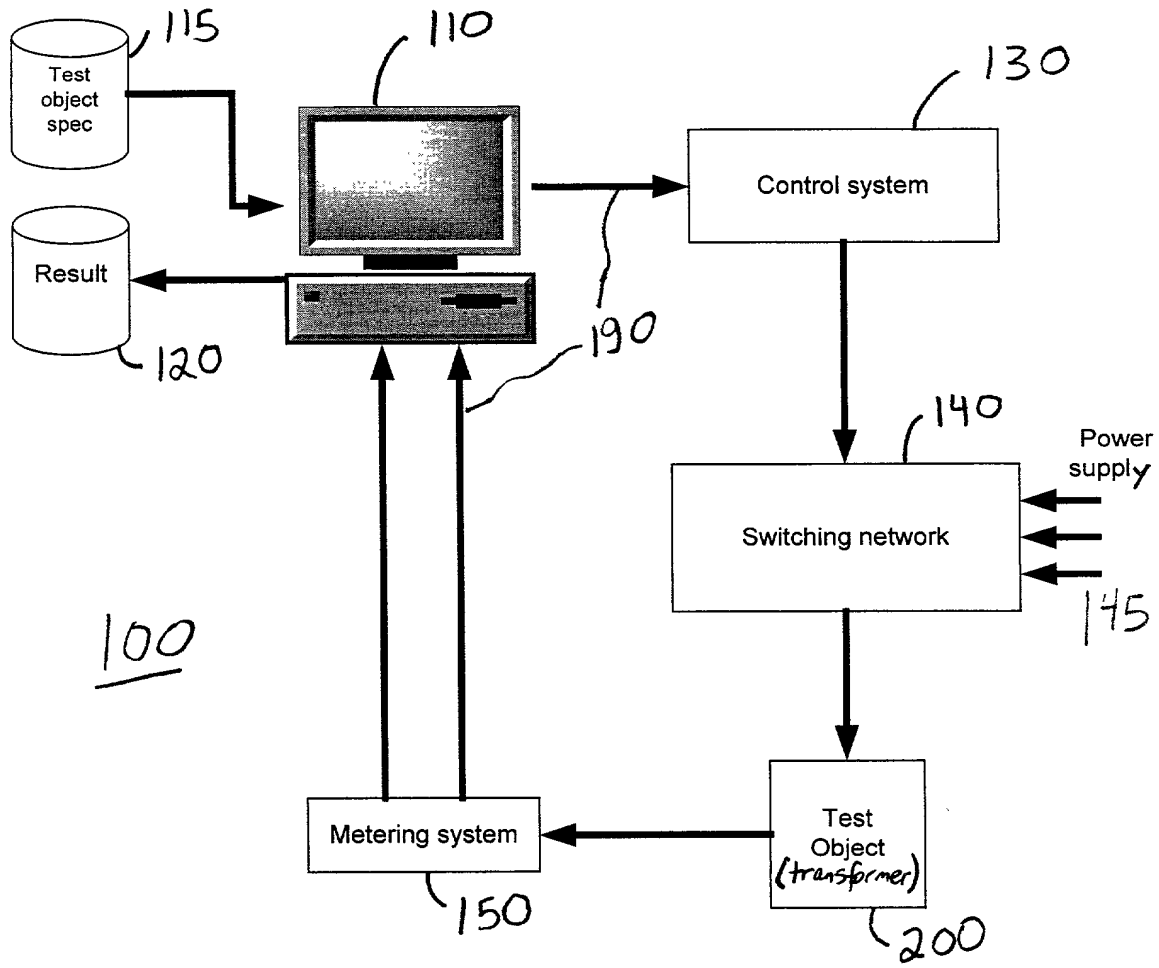 115
110
130
Test
object
spec
Control system
Result
120
190
140
Power
supply
Switching network
145
100
Metering system
Test
Object
(transformer)
150
200